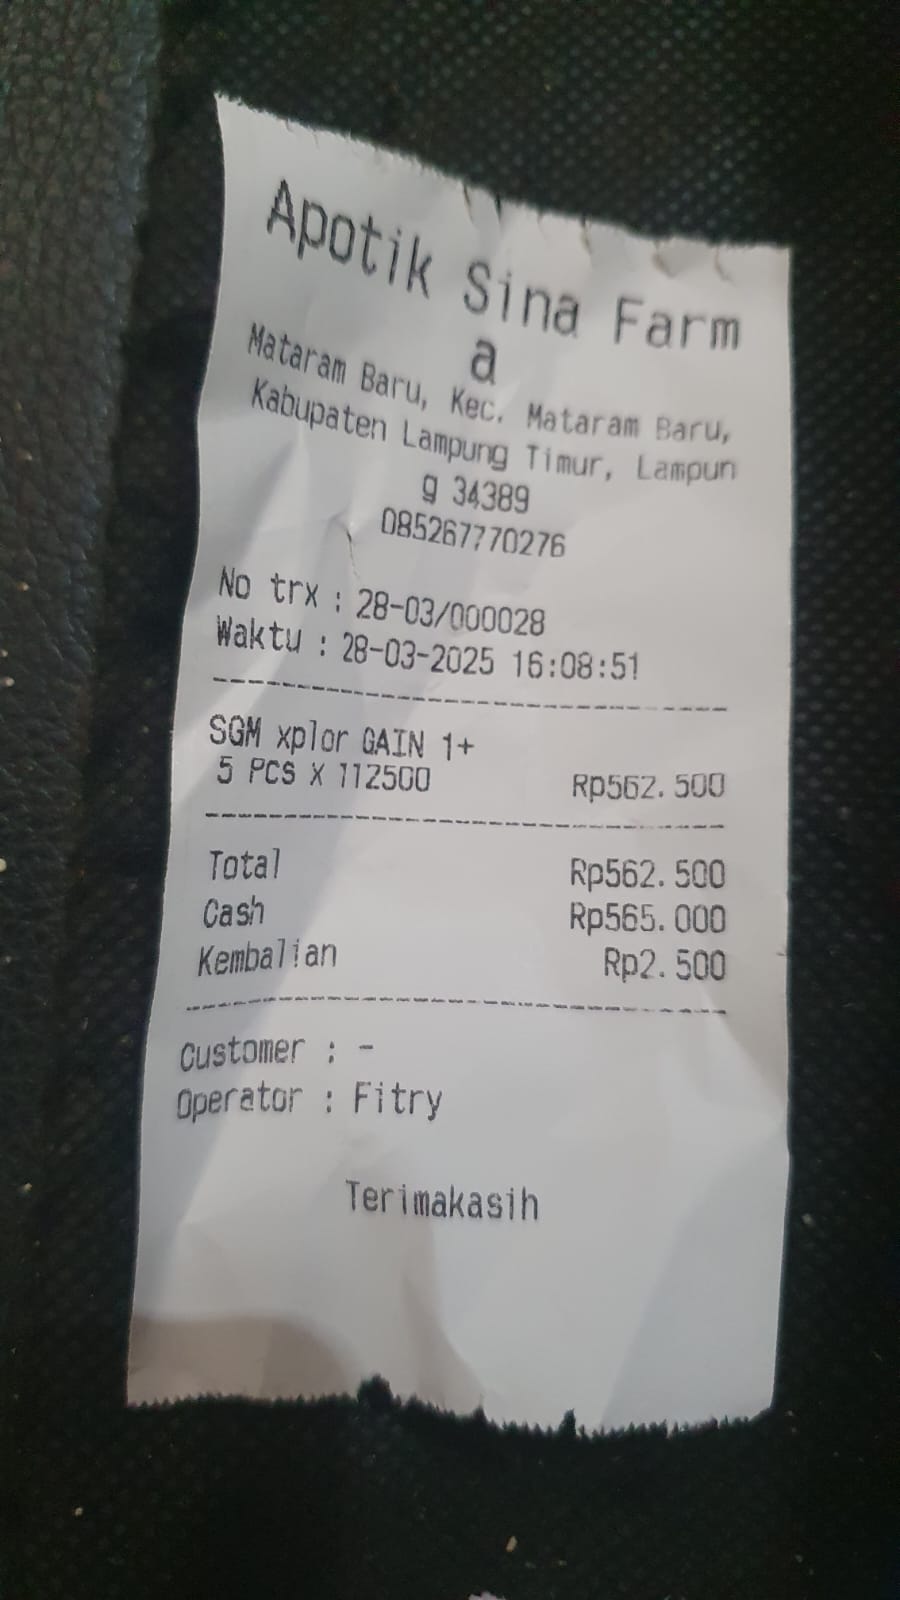 Apotik Sina Farm
a
Mataram Baru, Kec. Mataram Baru,
Kabupaten Lampung Timur, Lampun
g 34389
085267770276
No trx : 28-03/000028
Waktu : 28-03-2025 16:08:51
SGM xplor GAIN 1+
5 PCS X 112500 Rp562.500
Total Rp562.500
Cash Rp565.000
Kembalian Rp2.500
Customer : -
Operator : Fitry
Terimakasih